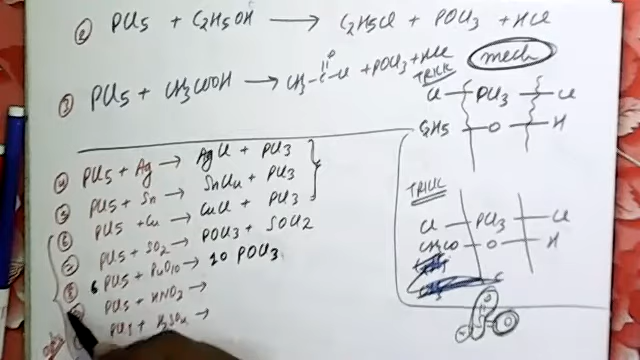 ② PCl5 + C2H5OH → C2H5Cl + POCl3 + HCl
③ PCl5 + CH3COOH → CH3-C-Cl + POCl3 + HCl
O
mech
TRICK
Cl PCl3 Cl
C2H5 O H
④ PCl5 + Ag → AgCl + PCl3
⑤ PCl5 + Sn → SnCl4 + PCl3
⑥ PCl5 + Cu → CuCl + PCl3
⑦ PCl5 + SO2 → POCl3 + SOCl2
⑧ 6 PCl5 + P4O10 → 10 POCl3
PCl5 + HNO3 →
PCl5 + H2SO4 →
TRICK
Cl PCl3 Cl
CH3CO O H